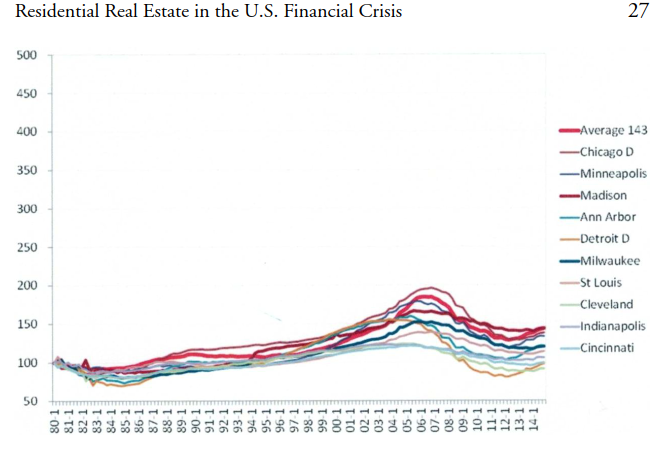 Residential Real Estate in the U.S. Financial Crisis 27
500
450
400
350
300
250
200
150
100
50
80-1 81-1 82-1 83-1 84-1 85-1 86-1 87-1 88-1 89-1 90-1 91-1 92-1 93-1 94-1 95-1 96-1 97-1 98-1 99-1 00-1 01-1 02-1 03-1 04-1 05-1 06-1 07-1 08-1 09-1 10-1 11-1 12-1 13-1 14-1
Average 143
Chicago D
Minneapolis
Madison
Ann Arbor
Detroit D
Milwaukee
St Louis
Cleveland
Indianapolis
Cincinnati